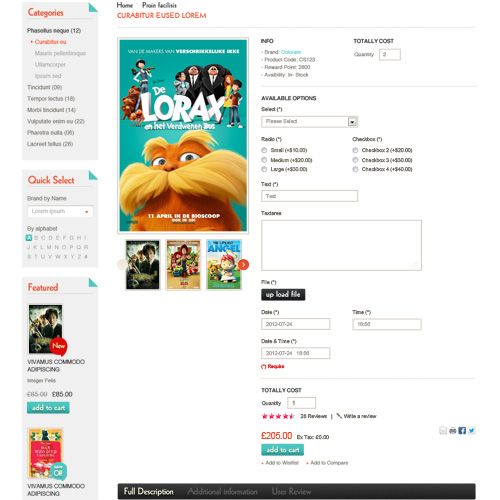 Home Proin facilisis
CURABITUR EUSED LOREM
Categories
Phasellus neque (12)
Curabitur eu
Mauris pellentesque
Ullamcorper
Ipsum sed
Tincidunt (09)
Tempor lectus (18)
Morbi tincidunt (14)
Vulputate enim eu (22)
Pharetra nulla (06)
Laoreet tellus (26)
Quick Select
Brand by Name
Lorem Ipsum
By alphabet
A B C D E F G H I
J K L M N O P Q R
S T U V W X Y Z
Featured
New
VIVAMUS COMMODO
ADIPISCING
Integer Felis
£85.00 £85.00
add to cart
VIVAMUS COMMODO
ADIPISCING
VAN DE MAKERS VAN VERSCHRIKKELIJKE IKKE
De
LORAX
en het Verdwenen Bos
11 APRIL IN DE BIOSCOOP
OOK IN 3D!
ANGEL
INFO
- Brand: Colorate
- Product Code: CS123
- Reward Point: 2600
- Avaibility: In- Stock
TOTALLY COST
Quantity 2
AVAILABLE OPTIONS
Select (*)
Please Select
Radio (*)
Small (+$10.00)
Medium (+$20.00)
Large (+$30.00)
Checkbox (*)
Checkbox 2 (+$20.00)
Checkbox 3 (+$30.00)
Checkbox 4 (+$40.00)
Text (*)
Text
Textarea:
File (*)
up load file
Date (*)
2012-07-24
Time (*)
16:56
Date & Time (*)
2012-07-24 16:56
(*) Require
TOTALLY COST
Quantity 1
28 Reviews | Write a review
£205.00 Ex Tax: £0.00
add to cart
+ Add to Wishlist + Add to Compare
Full Description Additional information User Review